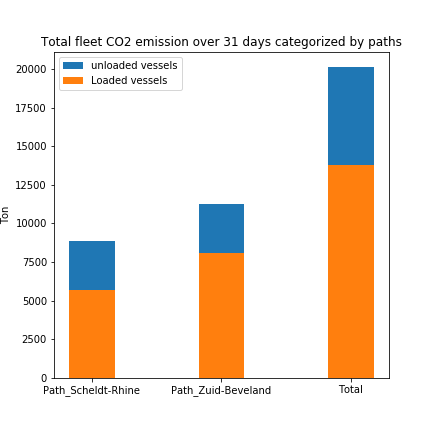 Total fleet CO2 emission over 31 days categorized by paths
unloaded vessels
Loaded vessels
20000
17500
15000
12500
10000
7500
5000
2500
0
Ton
Path_Scheldt-Rhine
Path_Zuid-Beveland
Total